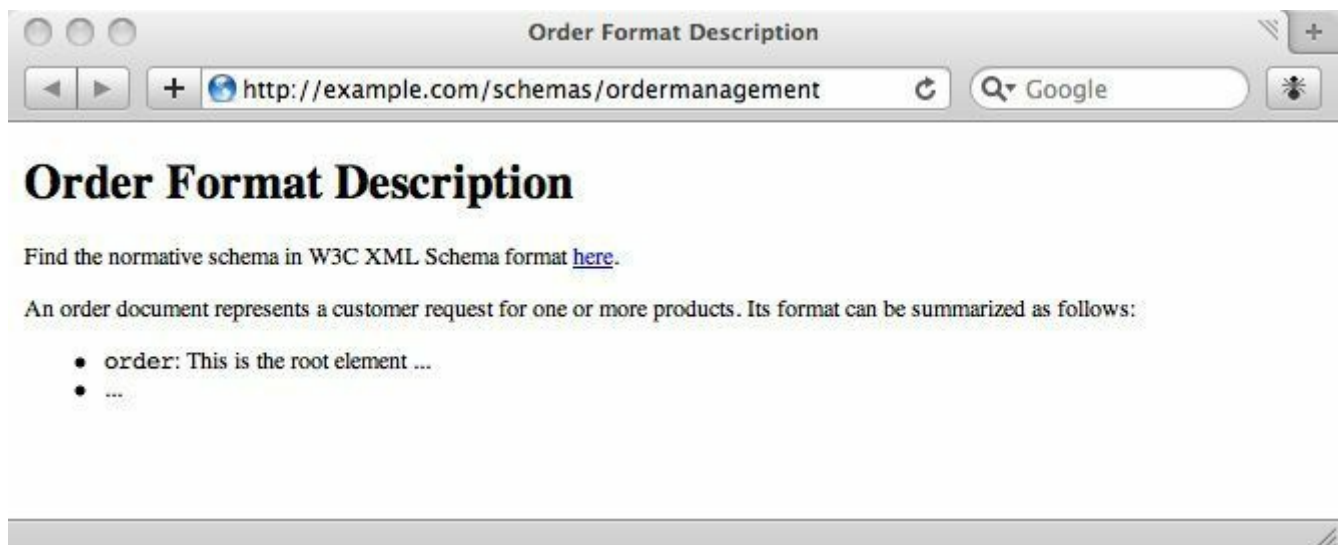 Order Format Description
+
+ http://example.com/schemas/ordermanagement Google
Order Format Description
Find the normative schema in W3C XML Schema format here.
An order document represents a customer request for one or more products. Its format can be summarized as follows:
• order: This is the root element ...
• ...